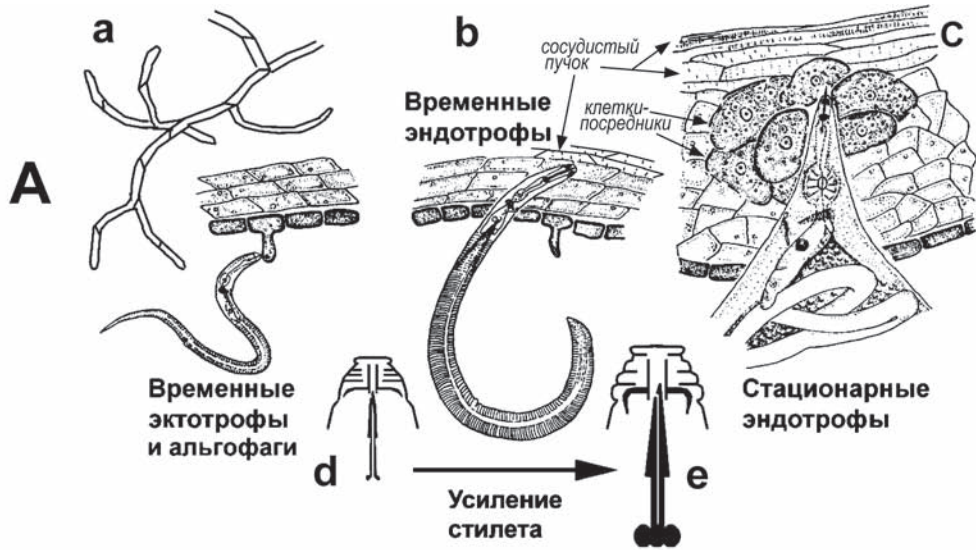 a
b
c
сосудистый
пучок
Временные
эндотрофы
клетки-
посредники
A
Временные
эктотрофы
и альгофаги
Стационарные
эндотрофы
d
e
Усиление
стилета